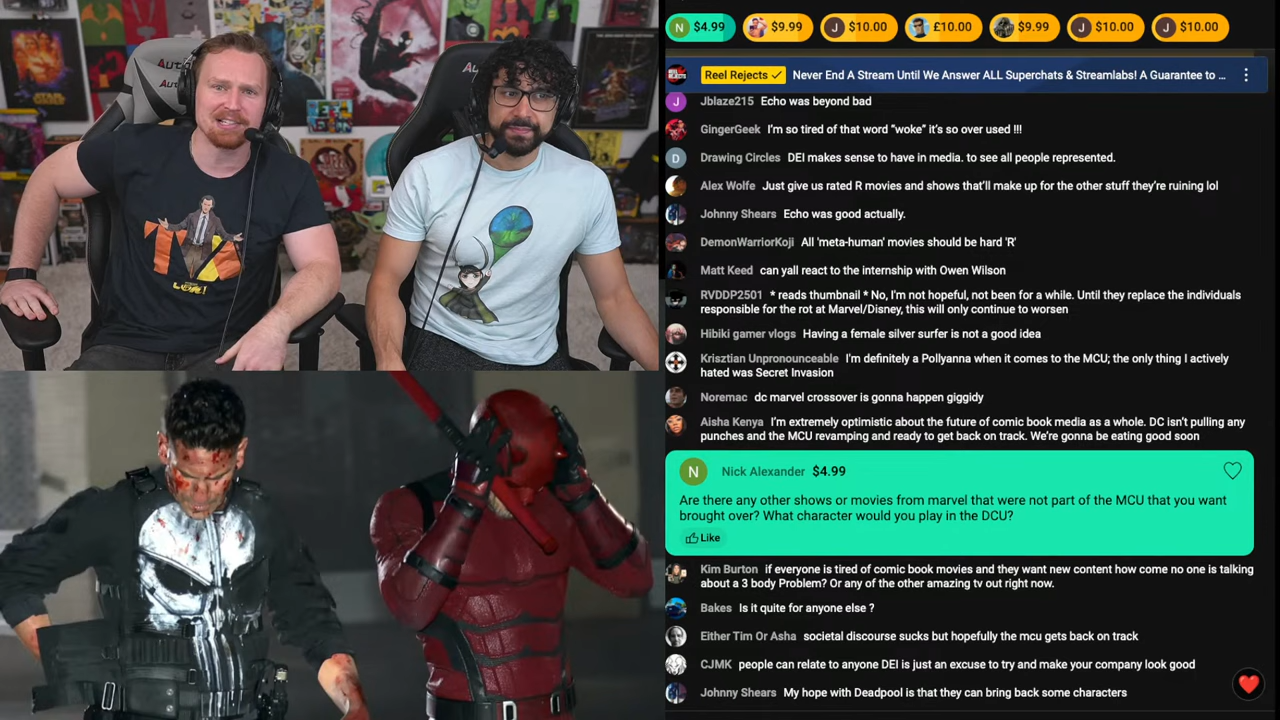 N $4.99
$9.99
J $10.00
£10.00
$9.99
J $10.00
J $10.00
Reel Rejects Never End A Stream Until We Answer ALL Superchats & Streamlabs! A Guarantee to ...
J Jblaze215 Echo was beyond bad
GingerGeek I'm so tired of that word "woke" it's so over used !!!
D Drawing Circles DEI makes sense to have in media. to see all people represented.
Alex Wolfe Just give us rated R movies and shows that'll make up for the other stuff they're ruining lol
Johnny Shears Echo was good actually.
DemonWarriorKoji All 'meta-human' movies should be hard 'R'
Matt Keed can yall react to the internship with Owen Wilson
RVDDP2501 * reads thumbnail * No, I'm not hopeful, not been for a while. Until they replace the individuals
responsible for the rot at Marvel/Disney, this will only continue to worsen
Hibiki gamer vlogs Having a female silver surfer is not a good idea
Krisztian Unpronounceable I'm definitely a Pollyanna when it comes to the MCU; the only thing I actively
hated was Secret Invasion
Noremac dc marvel crossover is gonna happen giggidy
Aisha Kenya I'm extremely optimistic about the future of comic book media as a whole. DC isn't pulling any
punches and the MCU revamping and ready to get back on track. We're gonna be eating good soon
N Nick Alexander $4.99
Are there any other shows or movies from marvel that were not part of the MCU that you want
brought over? What character would you play in the DCU?
Like
Kim Burton if everyone is tired of comic book movies and they want new content how come no one is talking
about a 3 body Problem? Or any of the other amazing tv out right now.
Bakes Is it quite for anyone else ?
Either Tim Or Asha societal discourse sucks but hopefully the mcu gets back on track
CJMK people can relate to anyone DEI is just an excuse to try and make your company look good
Johnny Shears My hope with Deadpool is that they can bring back some characters